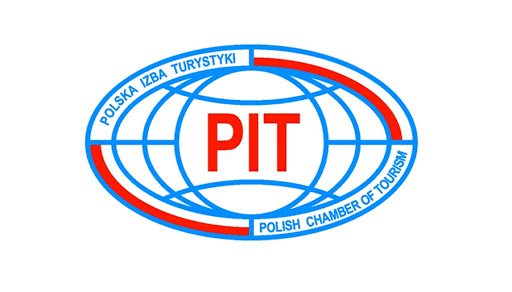 POLSKA IZBA TURYSTYKI
PIT
POLISH CHAMBER OF TOURISM